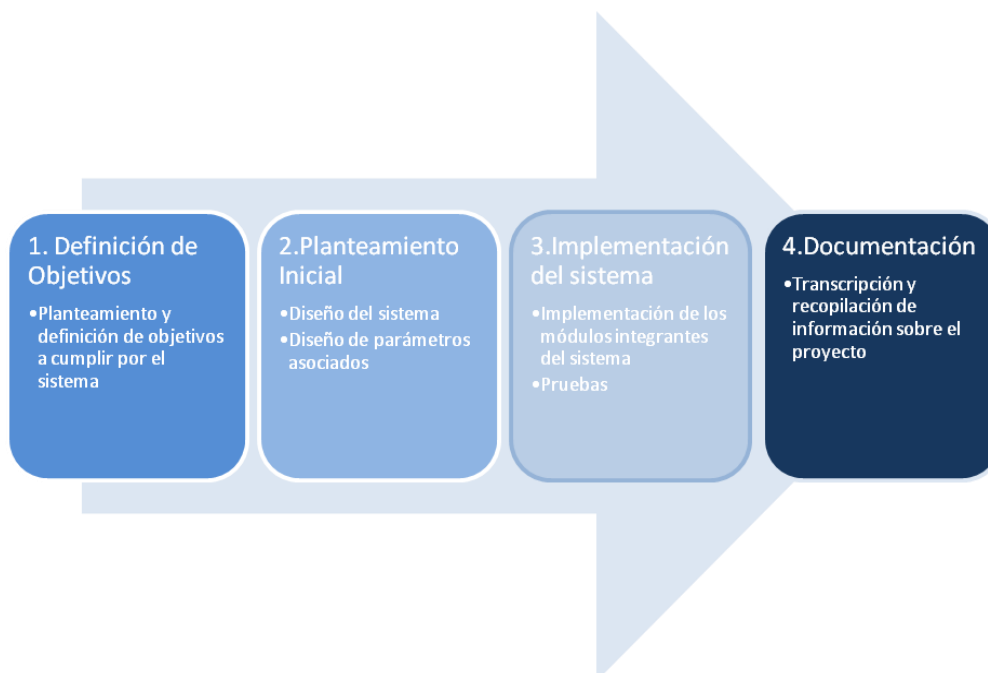 1. Definición de
Objetivos
•Planteamiento y
definición de objetivos
a cumplir por el
sistema
2.Planteamiento
Inicial
•Diseño del sistema
•Diseño de parámetros
asociados
3.Implementación
del sistema
•Implementación de los
módulos integrantes
del sistema
•Pruebas
4.Documentación
•Transcripción y
recopilación de
información sobre el
proyecto